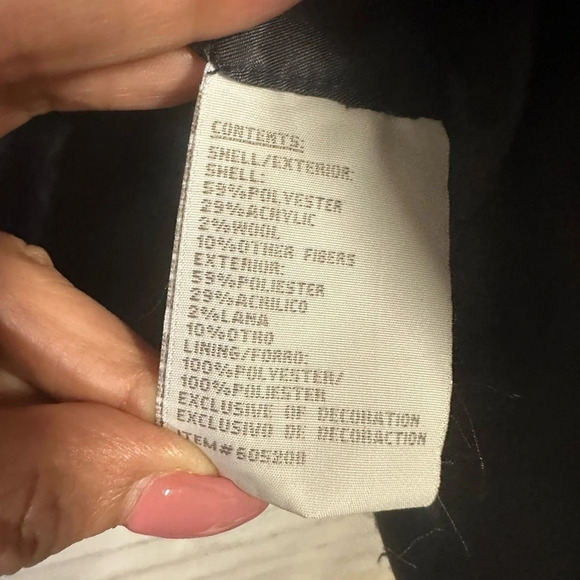 CONTENTS:
SHELL/EXTERIOR:
SHELL:
59%POLYESTER
29%ACRYLIC
2%WOOL
10%OTHER FIBERS
EXTERIOR:
59%POLIESTER
29%ACRILICO
2%LANA
10%OTRO
LINING/FORRO:
100%POLYESTER/
100%POLIESTER
EXCLUSIVE OF DECORATION
EXCLUSIVO DE DECORACTION
ITEM#605200